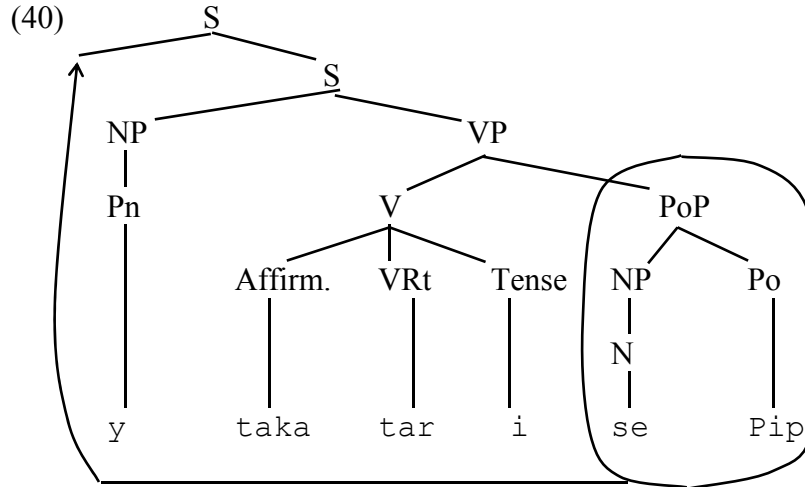 (40) S
S
NP VP
Pn V PoP
Affirm. VRt Tense NP Po
N
y taka tar i se Pip